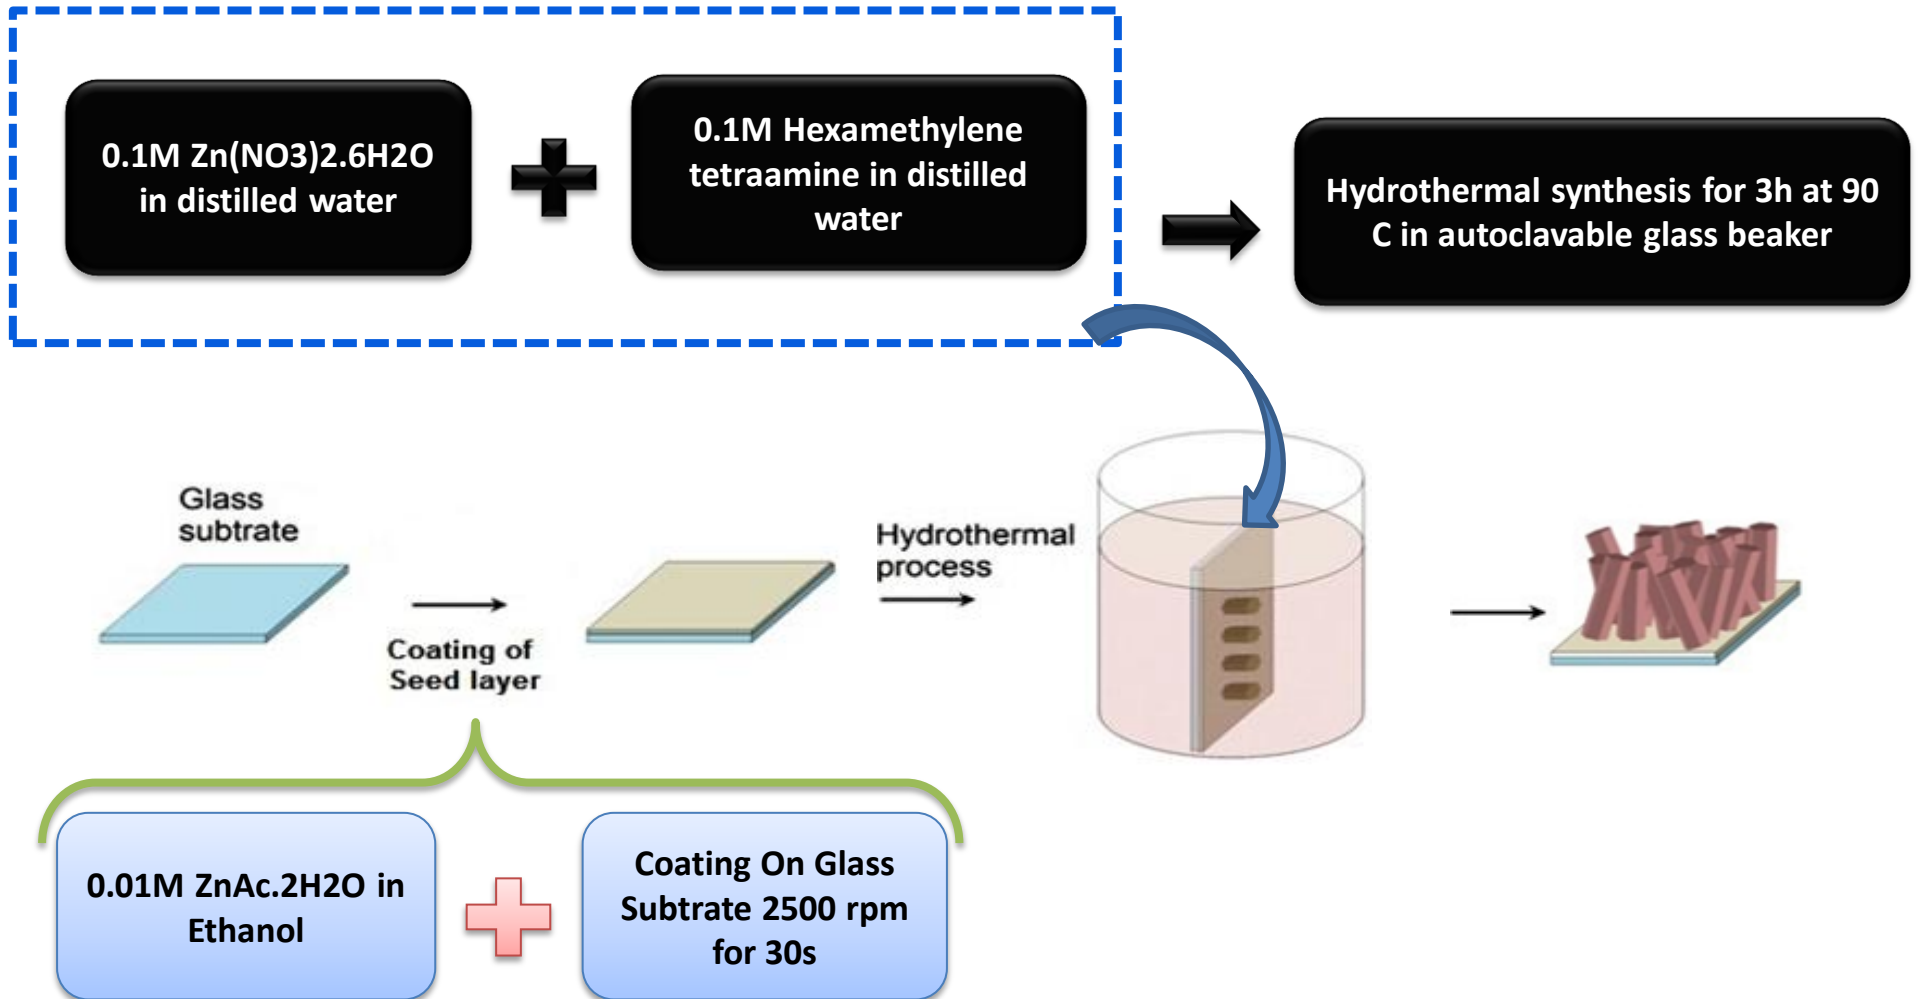 0.1M Zn(NO3)2.6H2O
in distilled water
0.1M Hexamethylene
tetraamine in distilled
water
Hydrothermal synthesis for 3h at 90
C in autoclavable glass beaker
Glass
subtrate
Coating of
Seed layer
Hydrothermal
process
0.01M ZnAc.2H2O in
Ethanol
Coating On Glass
Subtrate 2500 rpm
for 30s